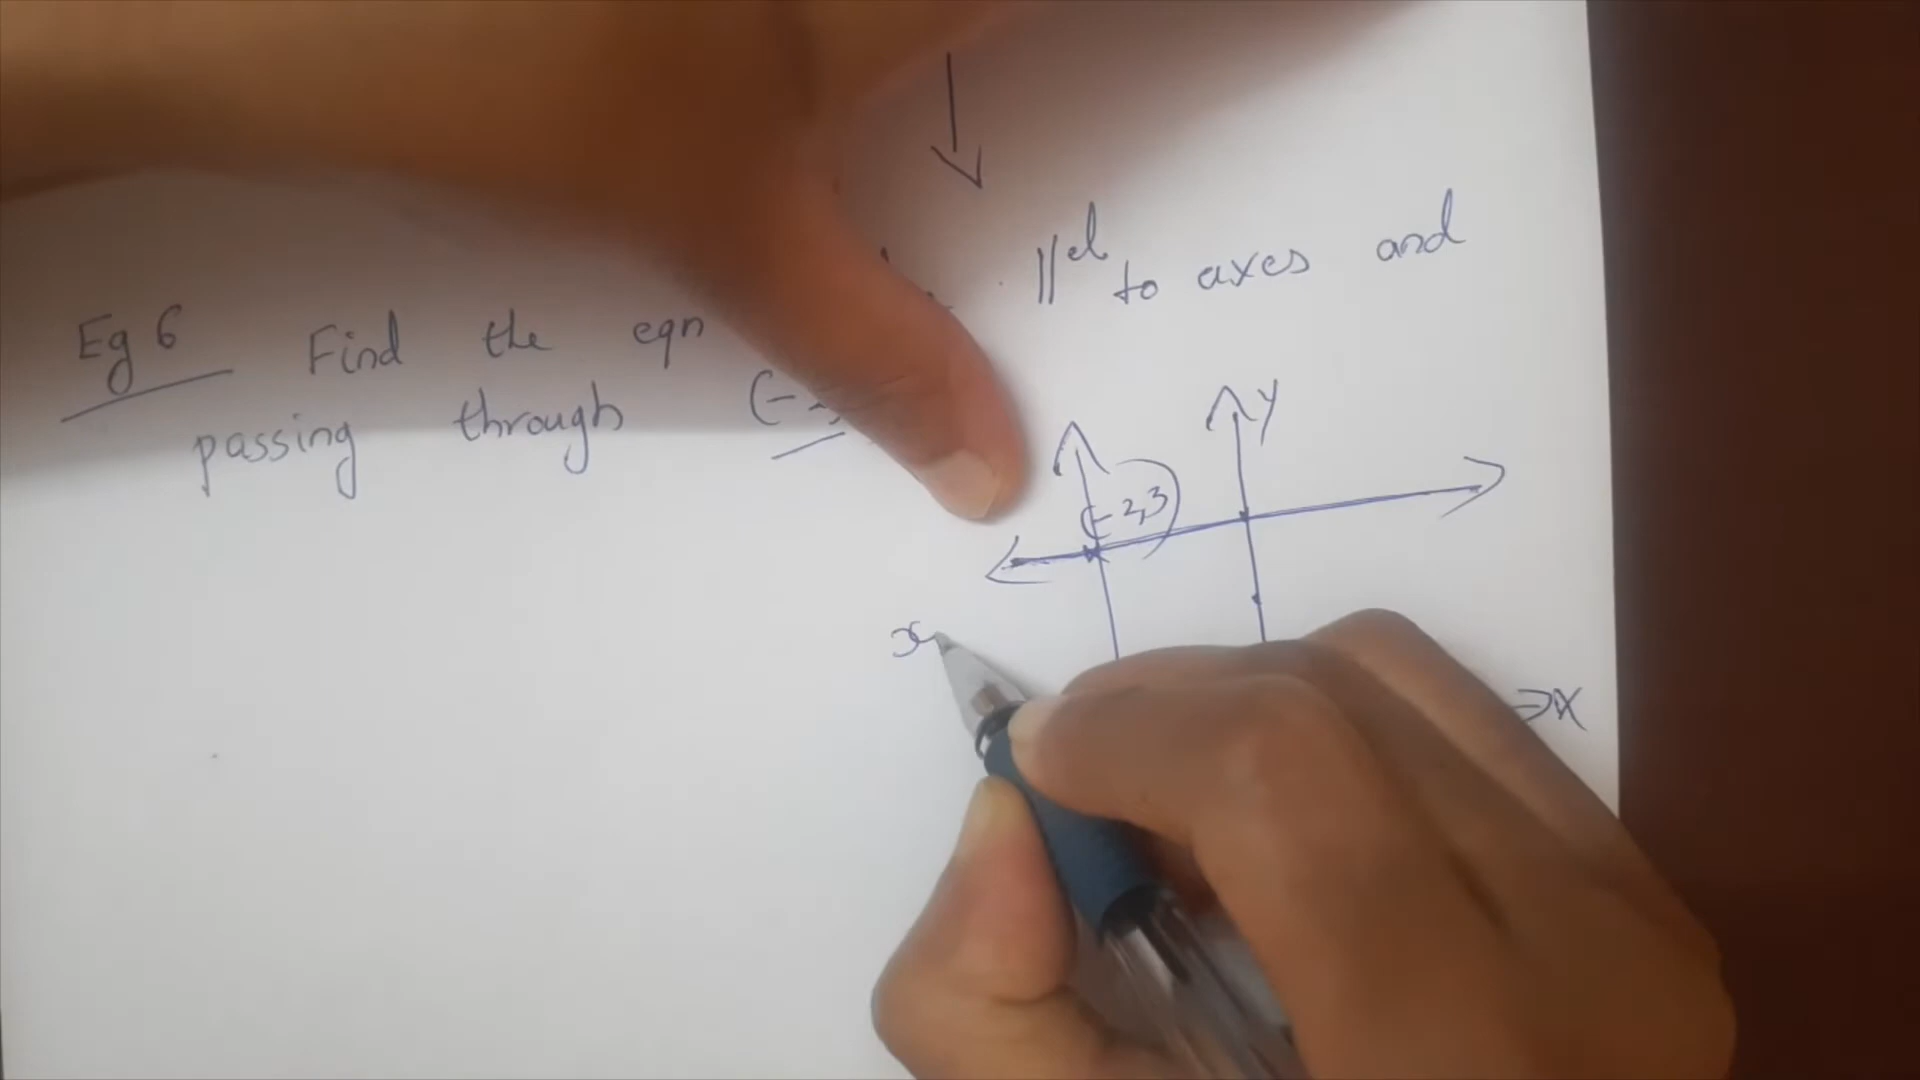 Eg 6 Find the eqn ||el to axes and
passing through (-
y
(-2,3)
x
X